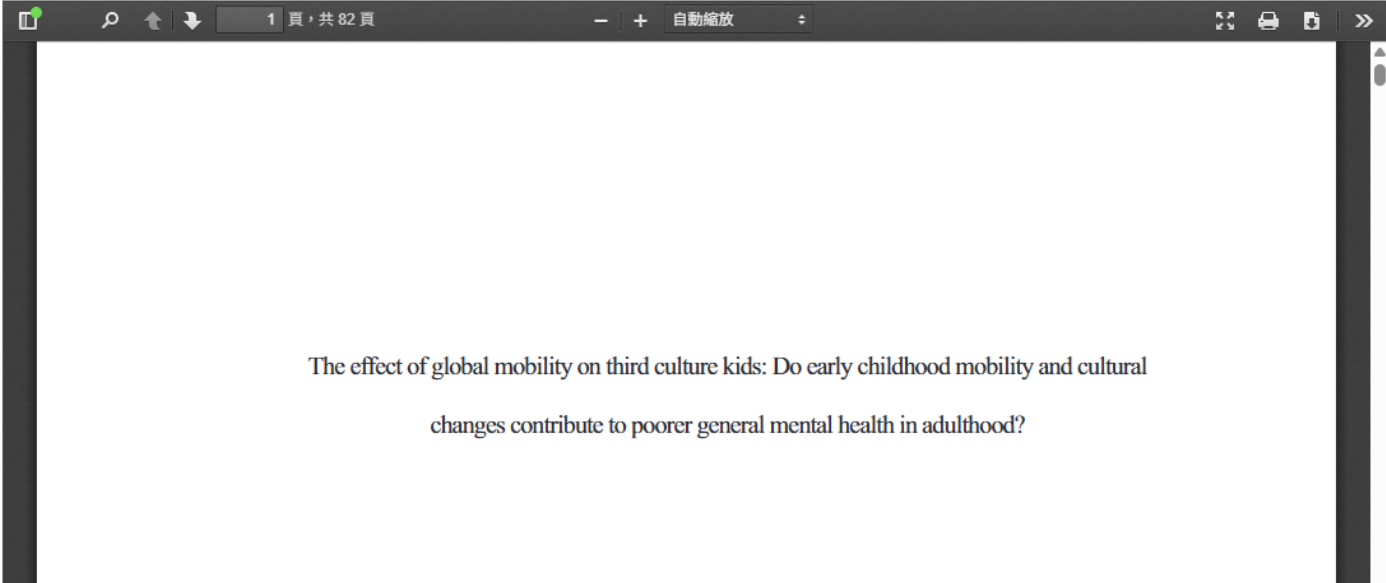 1 頁，共 82 頁
自動縮放
The effect of global mobility on third culture kids: Do early childhood mobility and cultural
changes contribute to poorer general mental health in adulthood?